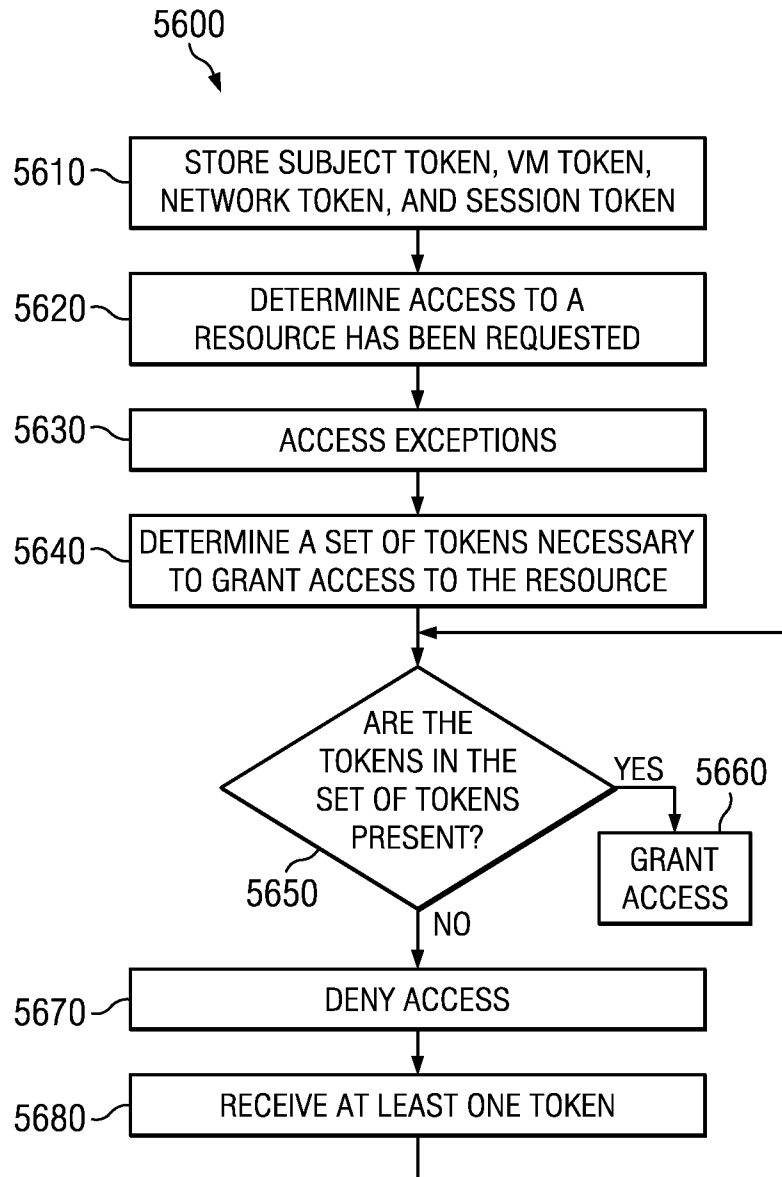 5600
5610
STORE SUBJECT TOKEN, VM TOKEN,
NETWORK TOKEN, AND SESSION TOKEN
5620
DETERMINE ACCESS TO A
RESOURCE HAS BEEN REQUESTED
5630
ACCESS EXCEPTIONS
5640
DETERMINE A SET OF TOKENS NECESSARY
TO GRANT ACCESS TO THE RESOURCE
ARE THE
TOKENS IN THE
SET OF TOKENS
PRESENT?
5650
YES
5660
GRANT
ACCESS
NO
5670
DENY ACCESS
5680
RECEIVE AT LEAST ONE TOKEN